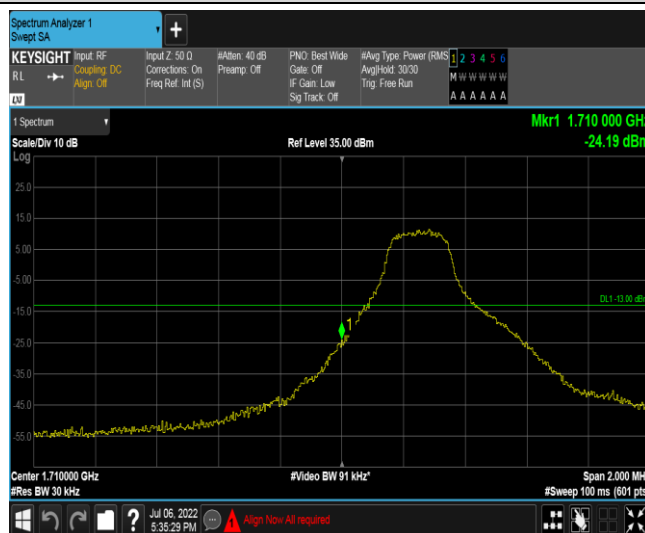 Spectrum Analyzer 1
Swept SA
+
KEYSIGHT Input: RF Input Z: 50 Ω #Atten: 40 dB PNO: Best Wide #Avg Type: Power (RMS 1 2 3 4 5 6
RL Coupling: DC Corrections: On Preamp: Off Gate: Off Avg|Hold: 30/30 M W W W W W
Align: Off Freq Ref: Int (S) IF Gain: Low Trig: Free Run
Sig Track: Off A A A A A A
LXI
1 Spectrum Mkr1 1.710 000 GHz
Scale/Div 10 dB Ref Level 35.00 dBm -24.19 dBm
Log
25.0
15.0
5.00
-5.00
DL1 -13.00 dBm
-15.0
1
-25.0
-35.0
-45.0
-55.0
Center 1.710000 GHz #Video BW 91 kHz* Span 2.000 MH
#Res BW 30 kHz #Sweep 100 ms (601 pts
? Jul 06, 2022
5:35:29 PM 1 Align Now All required